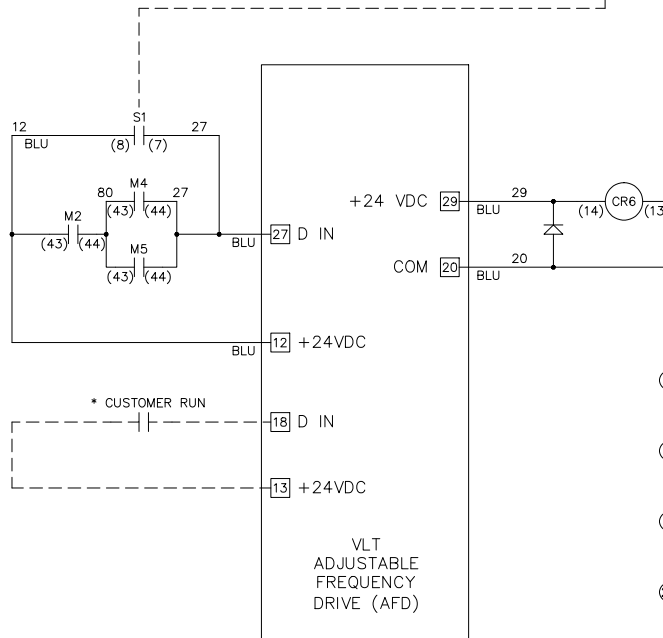 S1
12
27
BLU
(8)
(7)
M4
80
27
+24 VDC
29
29
(43)
(44)
BLU
(14)
CR6
(13
M2
27
D IN
(43)
(44)
M5
BLU
COM
20
20
(43)
(44)
BLU
12
+24VDC
BLU
* CUSTOMER RUN
18
D IN
13
+24VDC
VLT
ADJUSTABLE
FREQUENCY
DRIVE (AFD)